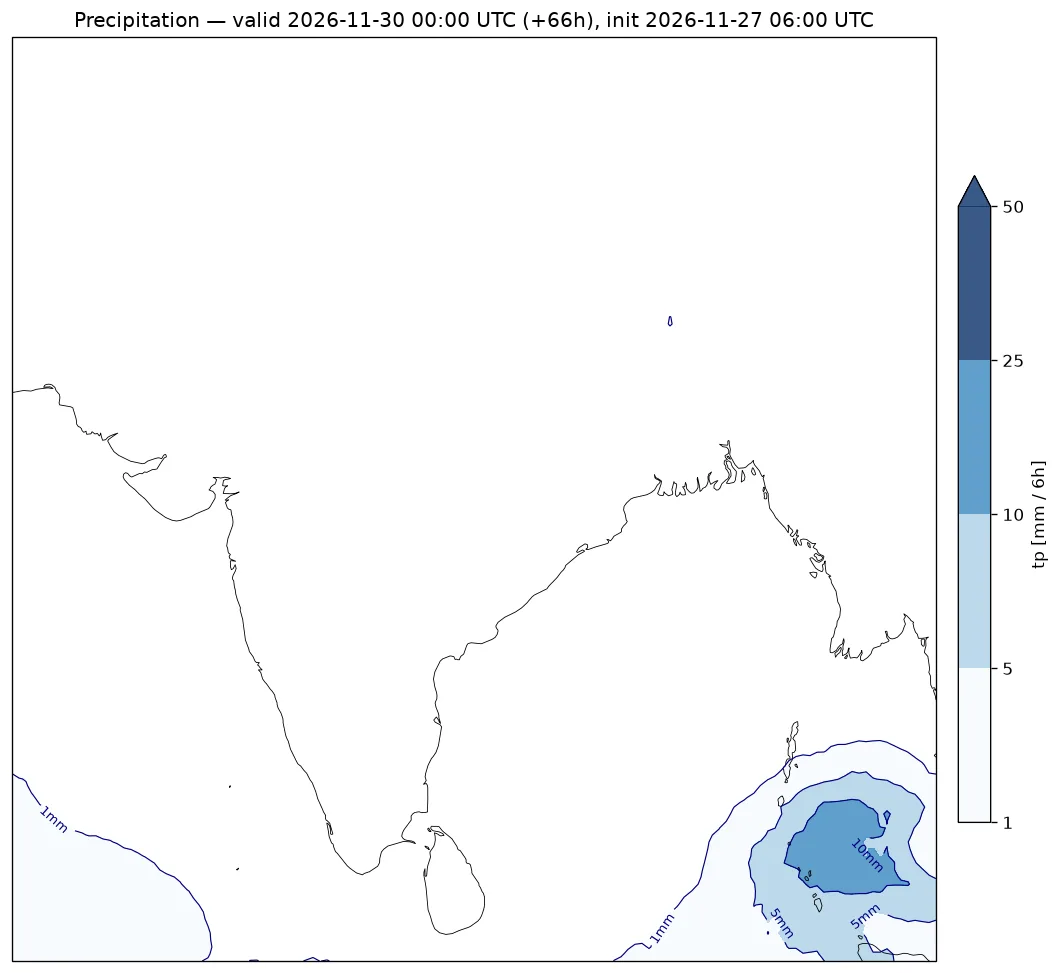 Precipitation — valid 2026-11-30 00:00 UTC (+66h), init 2026-11-27 06:00 UTC
50
25
10
5
1
tp [mm / 6h]
1mm
10mm
5mm
5mm
1mm